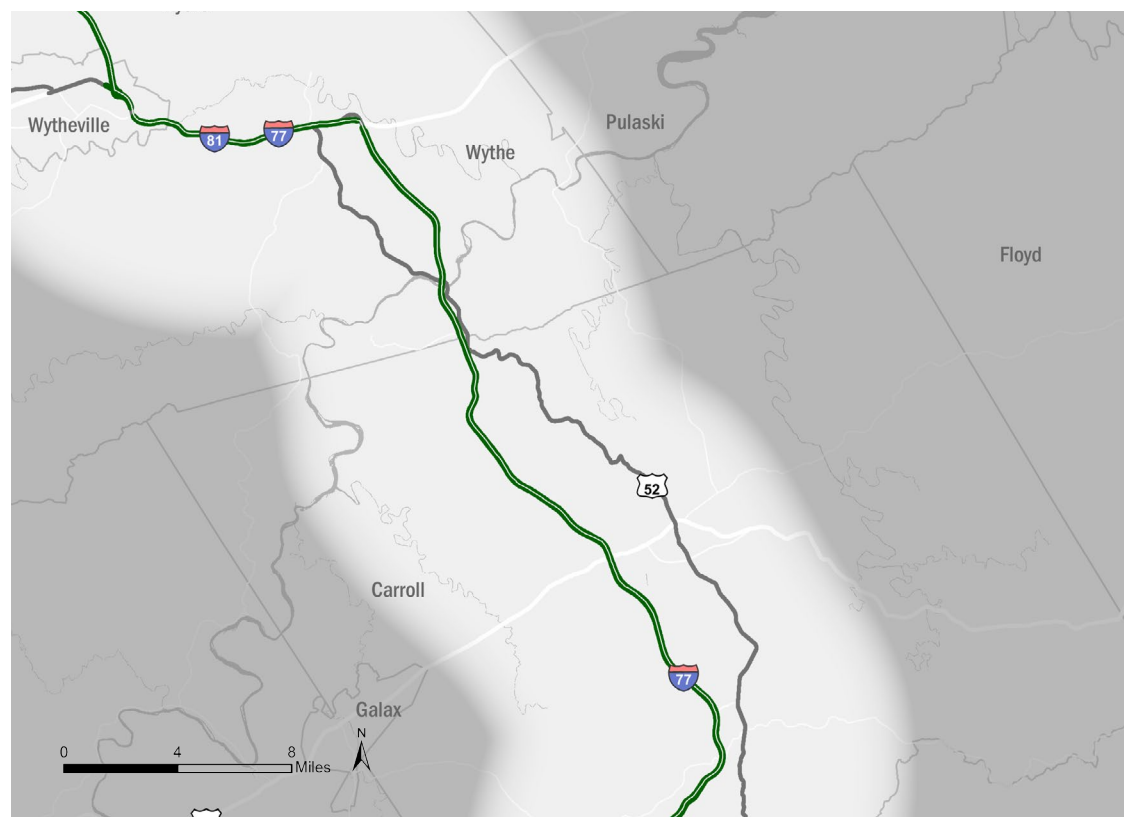 Wytheville
81
77
Wythe
Pulaski
Floyd
52
Carroll
77
Galax
N
0 4 8
Miles